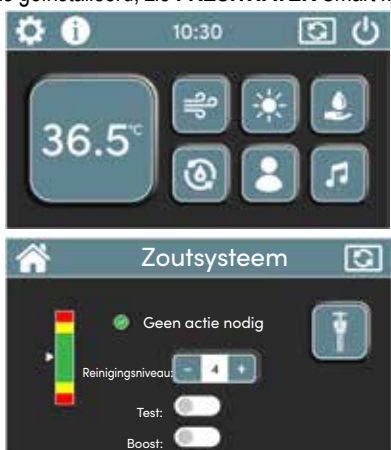 10:30
36.5°C
Zoutsysteem
Geen actie nodig
Reinigingsniveau: - 4 +
Test:
Boost: